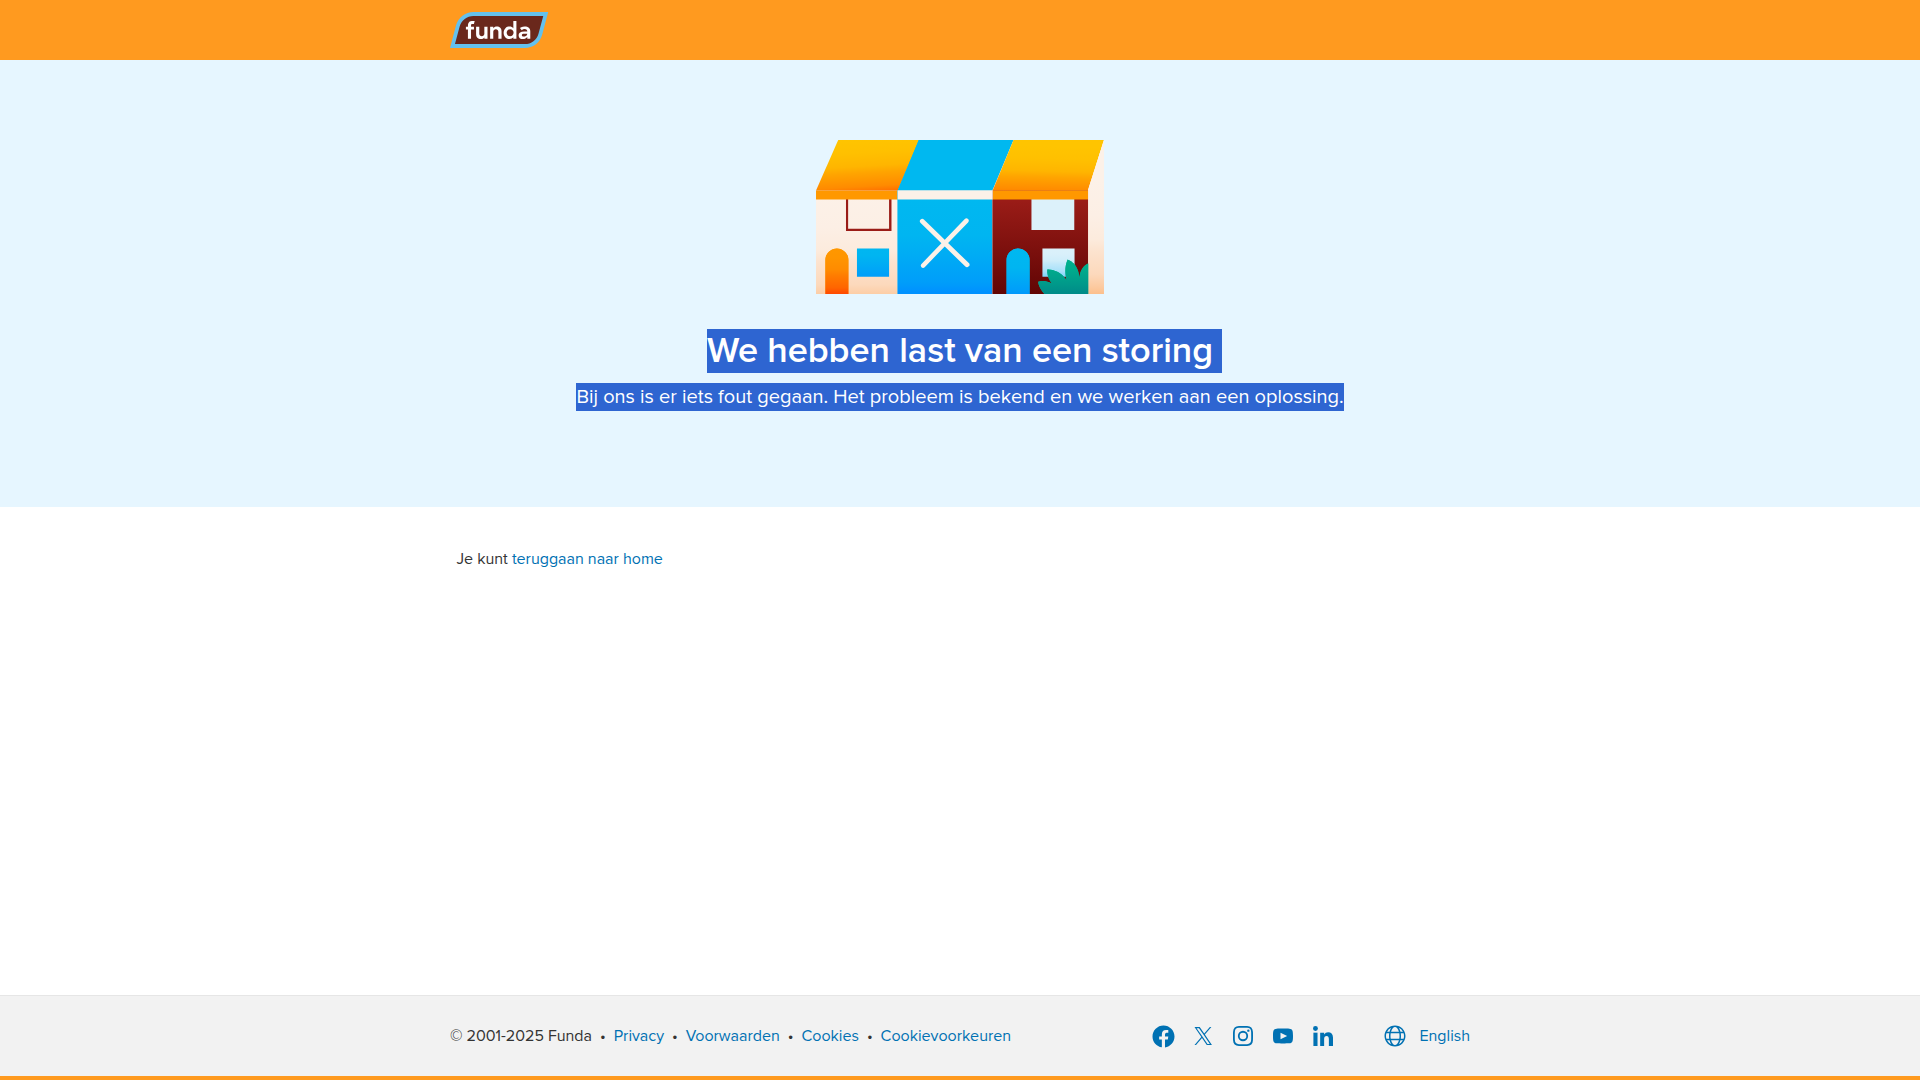 funda
We hebben last van een storing
Bij ons is er iets fout gegaan. Het probleem is bekend en we werken aan een oplossing.
Je kunt teruggaan naar home
© 2001-2025 Funda • Privacy • Voorwaarden • Cookies • Cookievoorkeuren English